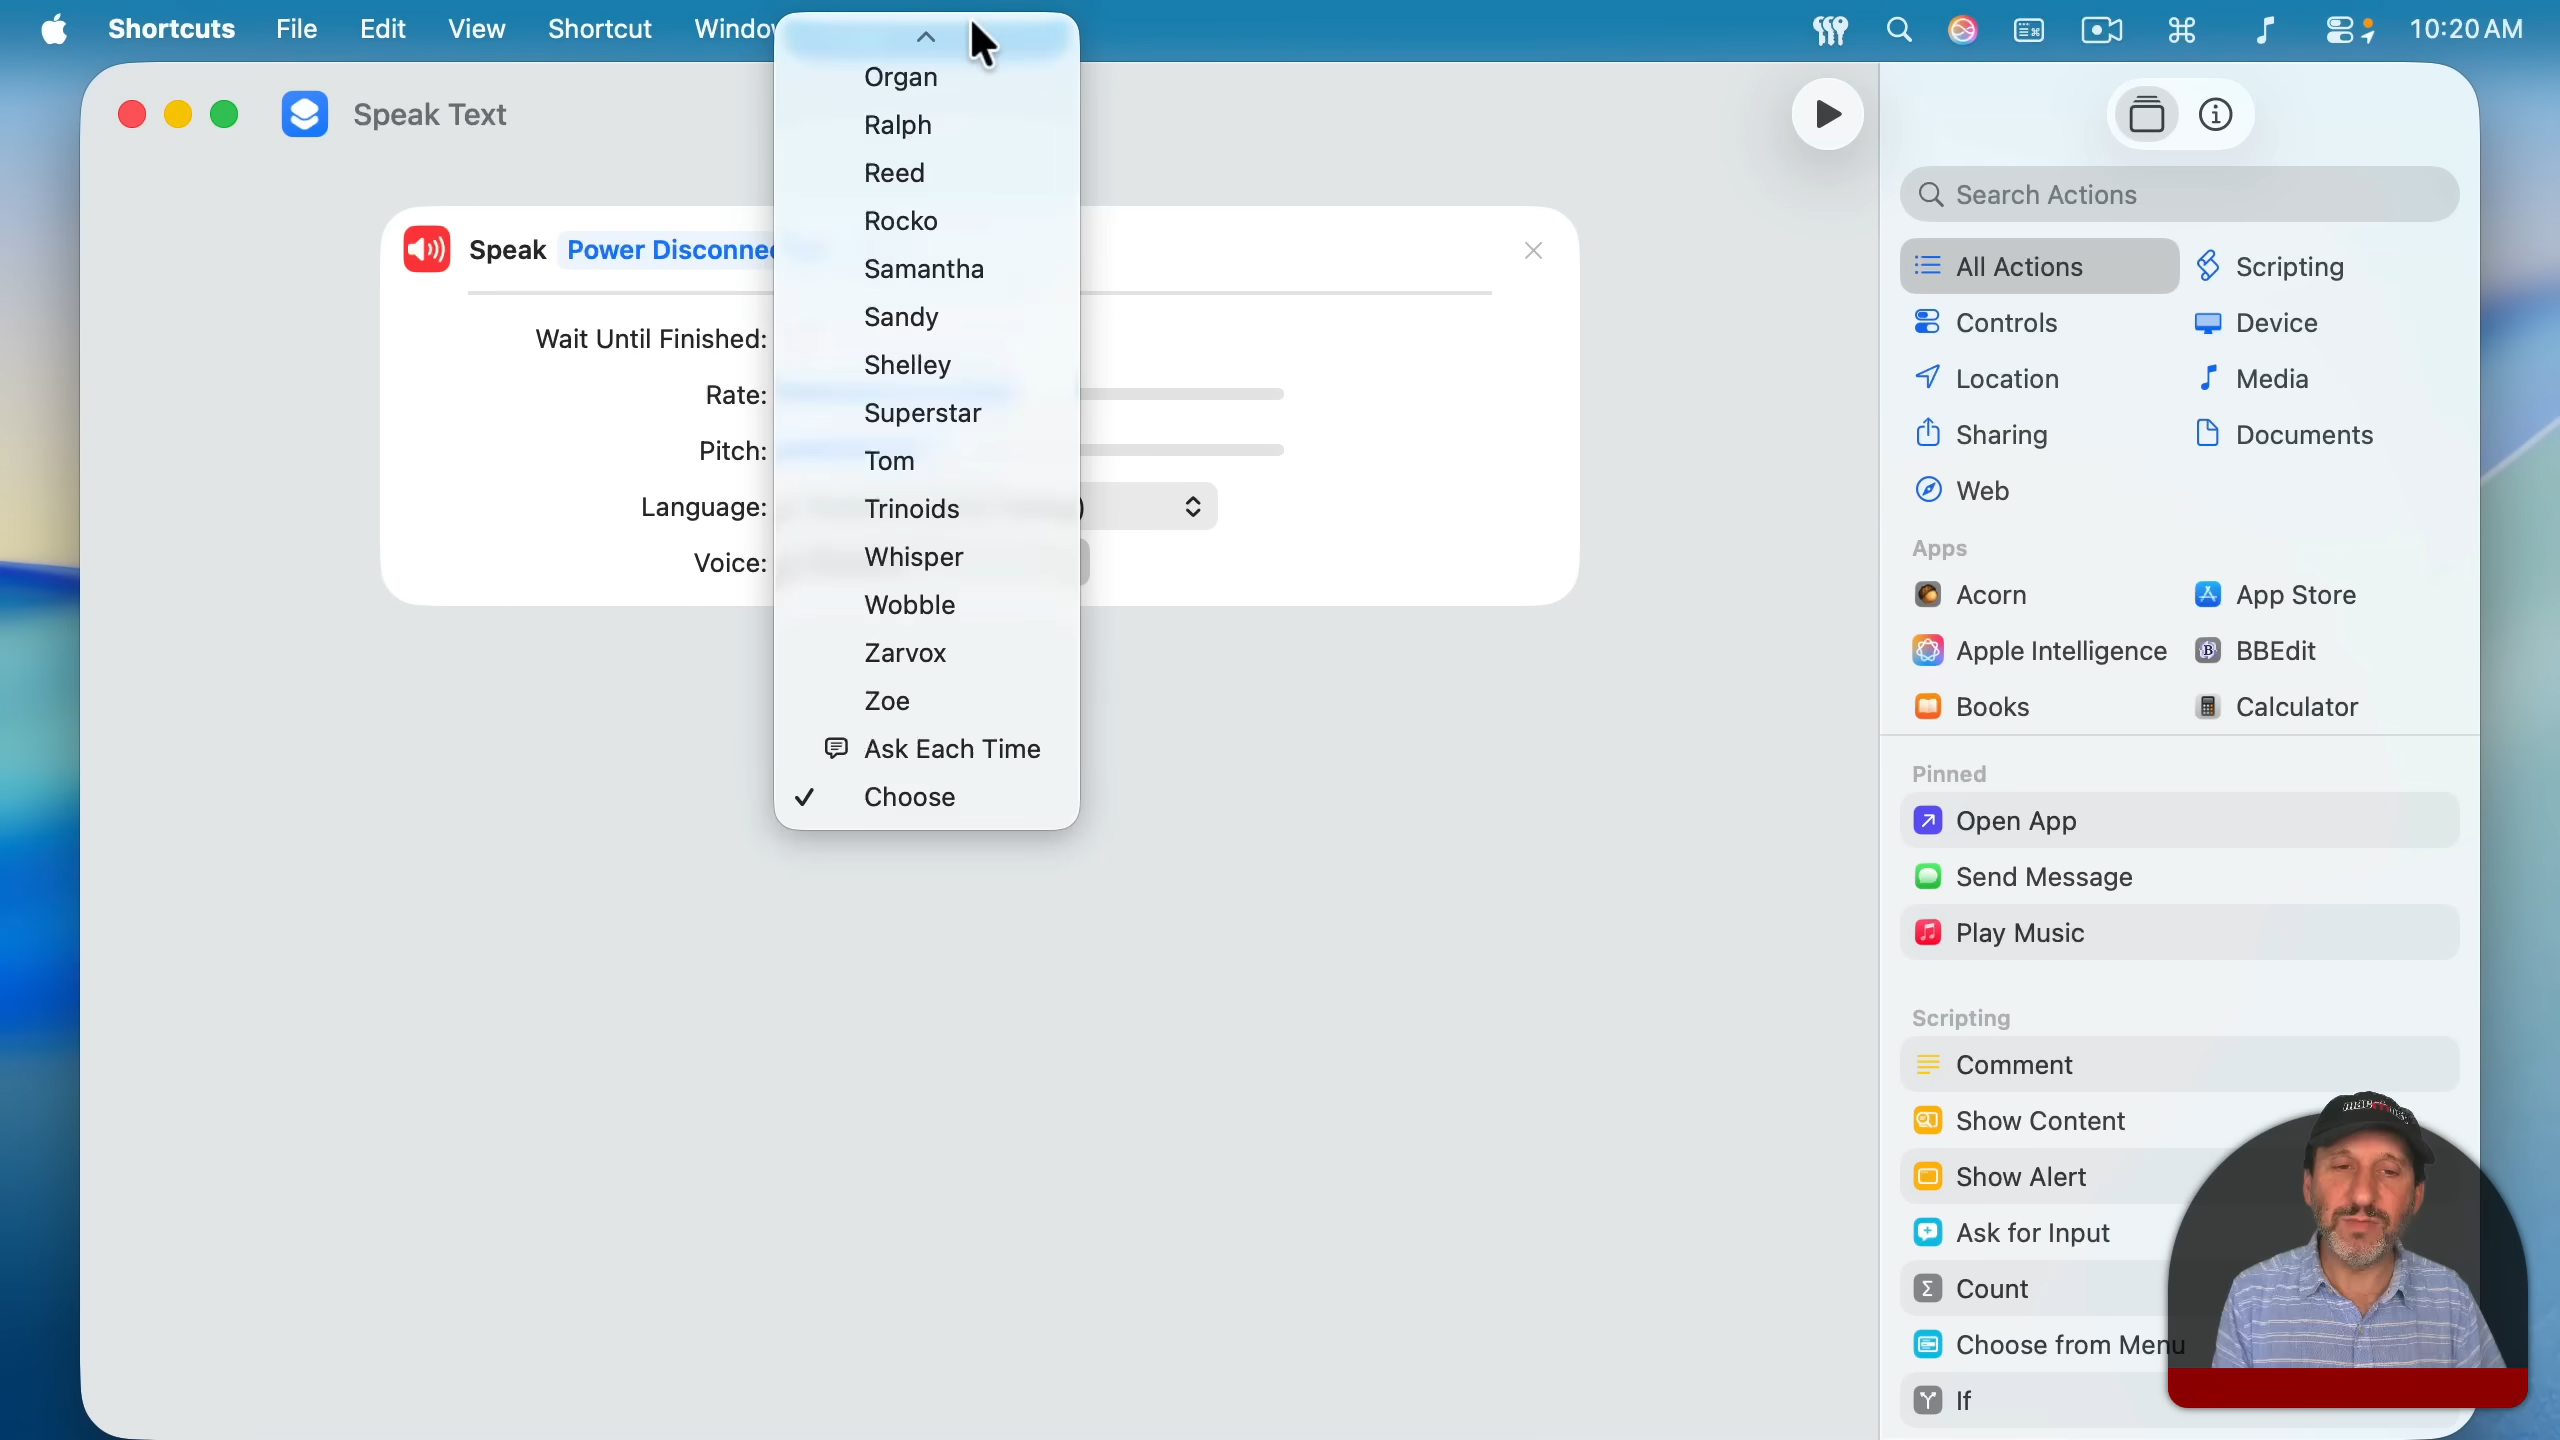 Shortcuts File Edit View Shortcut Window 10:20 AM
Speak Text
Speak Power Disconnec
Wait Until Finished:
Rate:
Pitch:
Language:
Voice:
Organ
Ralph
Reed
Rocko
Samantha
Sandy
Shelley
Superstar
Tom
Trinoids
Whisper
Wobble
Zarvox
Zoe
Ask Each Time
Choose
Search Actions
All Actions Scripting
Controls Device
Location Media
Sharing Documents
Web
Apps
Acorn App Store
Apple Intelligence BBEdit
Books Calculator
Pinned
Open App
Send Message
Play Music
Scripting
Comment
Show Content
Show Alert
Ask for Input
Count
Choose from Menu
If